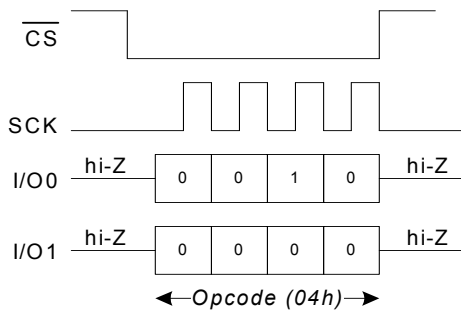 CS
SCK
I/O0 hi-Z 0 0 1 0 hi-Z
I/O1 hi-Z 0 0 0 0 hi-Z
Opcode (04h)